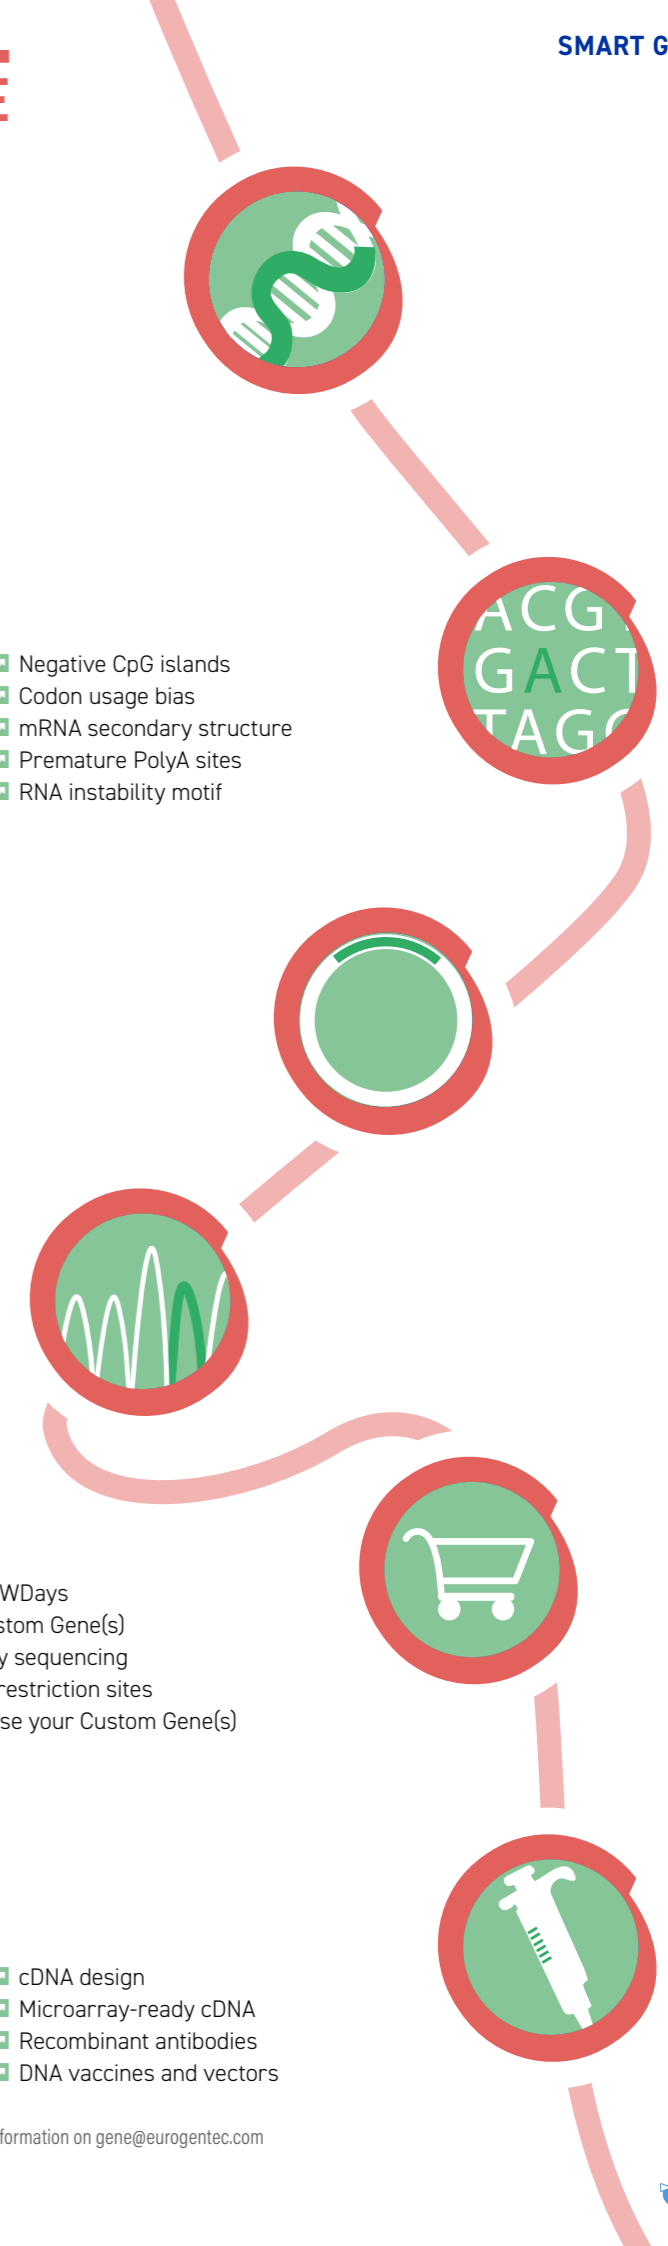 SMART G
E
ACGT
GACT
TAGC
Negative CpG islands
Codon usage bias
mRNA secondary structure
Premature PolyA sites
RNA instability motif
WDays
stom Gene(s)
y sequencing
restriction sites
se your Custom Gene(s)
cDNA design
Microarray-ready cDNA
Recombinant antibodies
DNA vaccines and vectors
formation on gene@eurogentec.com